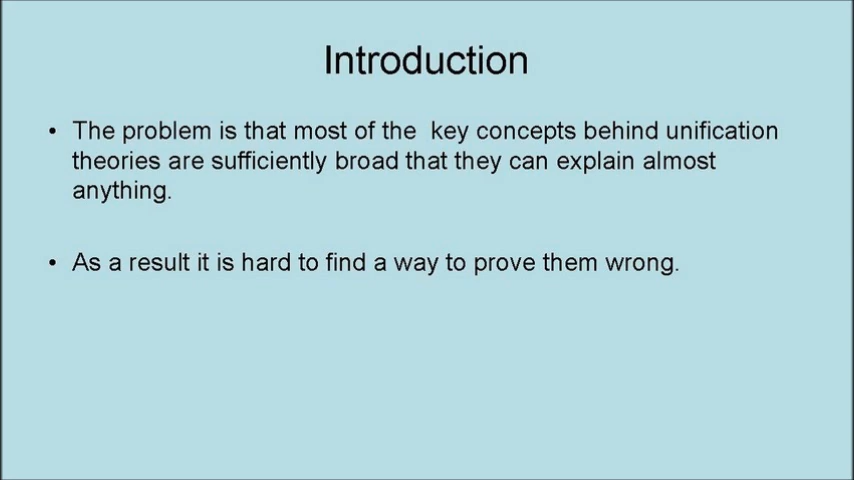 Introduction
• The problem is that most of the  key concepts behind unification
theories are sufficiently broad that they can explain almost
anything.
• As a result it is hard to find a way to prove them wrong.